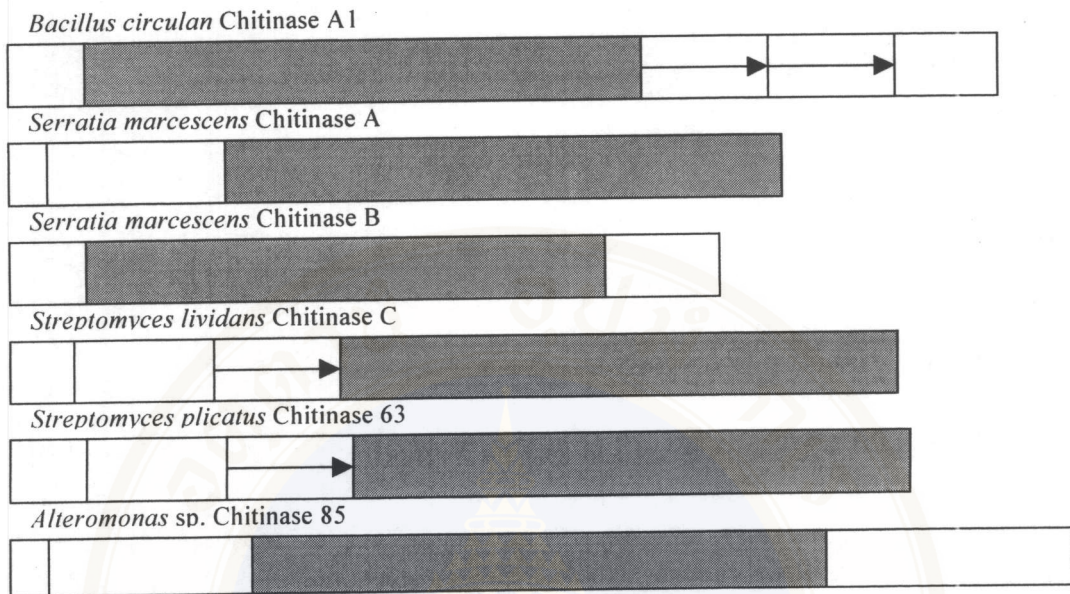 Bacillus circulan Chitinase A1
Serratia marcescens Chitinase A
Serratia marcescens Chitinase B
Streptomyces lividans Chitinase C
Streptomyces plicatus Chitinase 63
Alteromonas sp. Chitinase 85